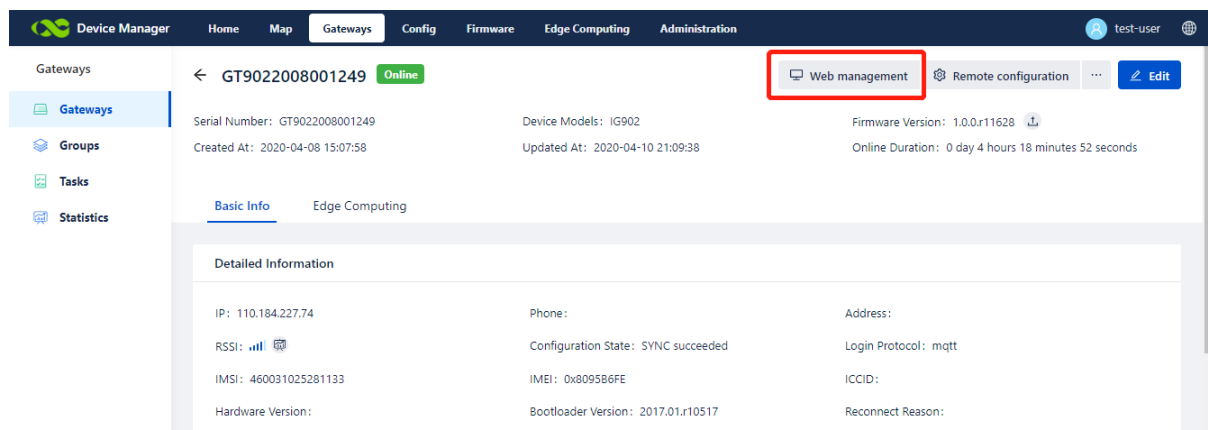 Device Manager Home Map Gateways Config Firmware Edge Computing Administration test-user
Gateways
Gateways
Groups
Tasks
Statistics
← GT9022008001249 Online Web management Remote configuration ··· Edit
Serial Number: GT9022008001249 Device Models: IG902 Firmware Version: 1.0.0.r11628
Created At: 2020-04-08 15:07:58 Updated At: 2020-04-10 21:09:38 Online Duration: 0 day 4 hours 18 minutes 52 seconds
Basic Info Edge Computing
Detailed Information
IP: 110.184.227.74 Phone: Address:
RSSI: Configuration State: SYNC succeeded Login Protocol: mqtt
IMSI: 460031025281133 IMEI: 0x8095B6FE ICCID:
Hardware Version: Bootloader Version: 2017.01.r10517 Reconnect Reason: